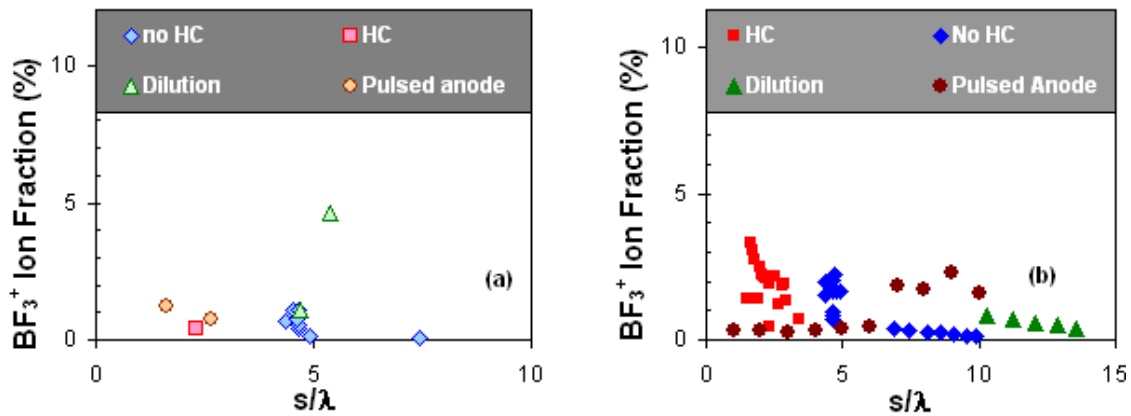 no HC HC
Dilution Pulsed anode
10
5
0
BF₃⁺ Ion Fraction (%)
(a)
0 5 10
s/λ
HC No HC
Dilution Pulsed Anode
10
5
0
BF₃⁺ Ion Fraction (%)
(b)
0 5 10 15
s/λ